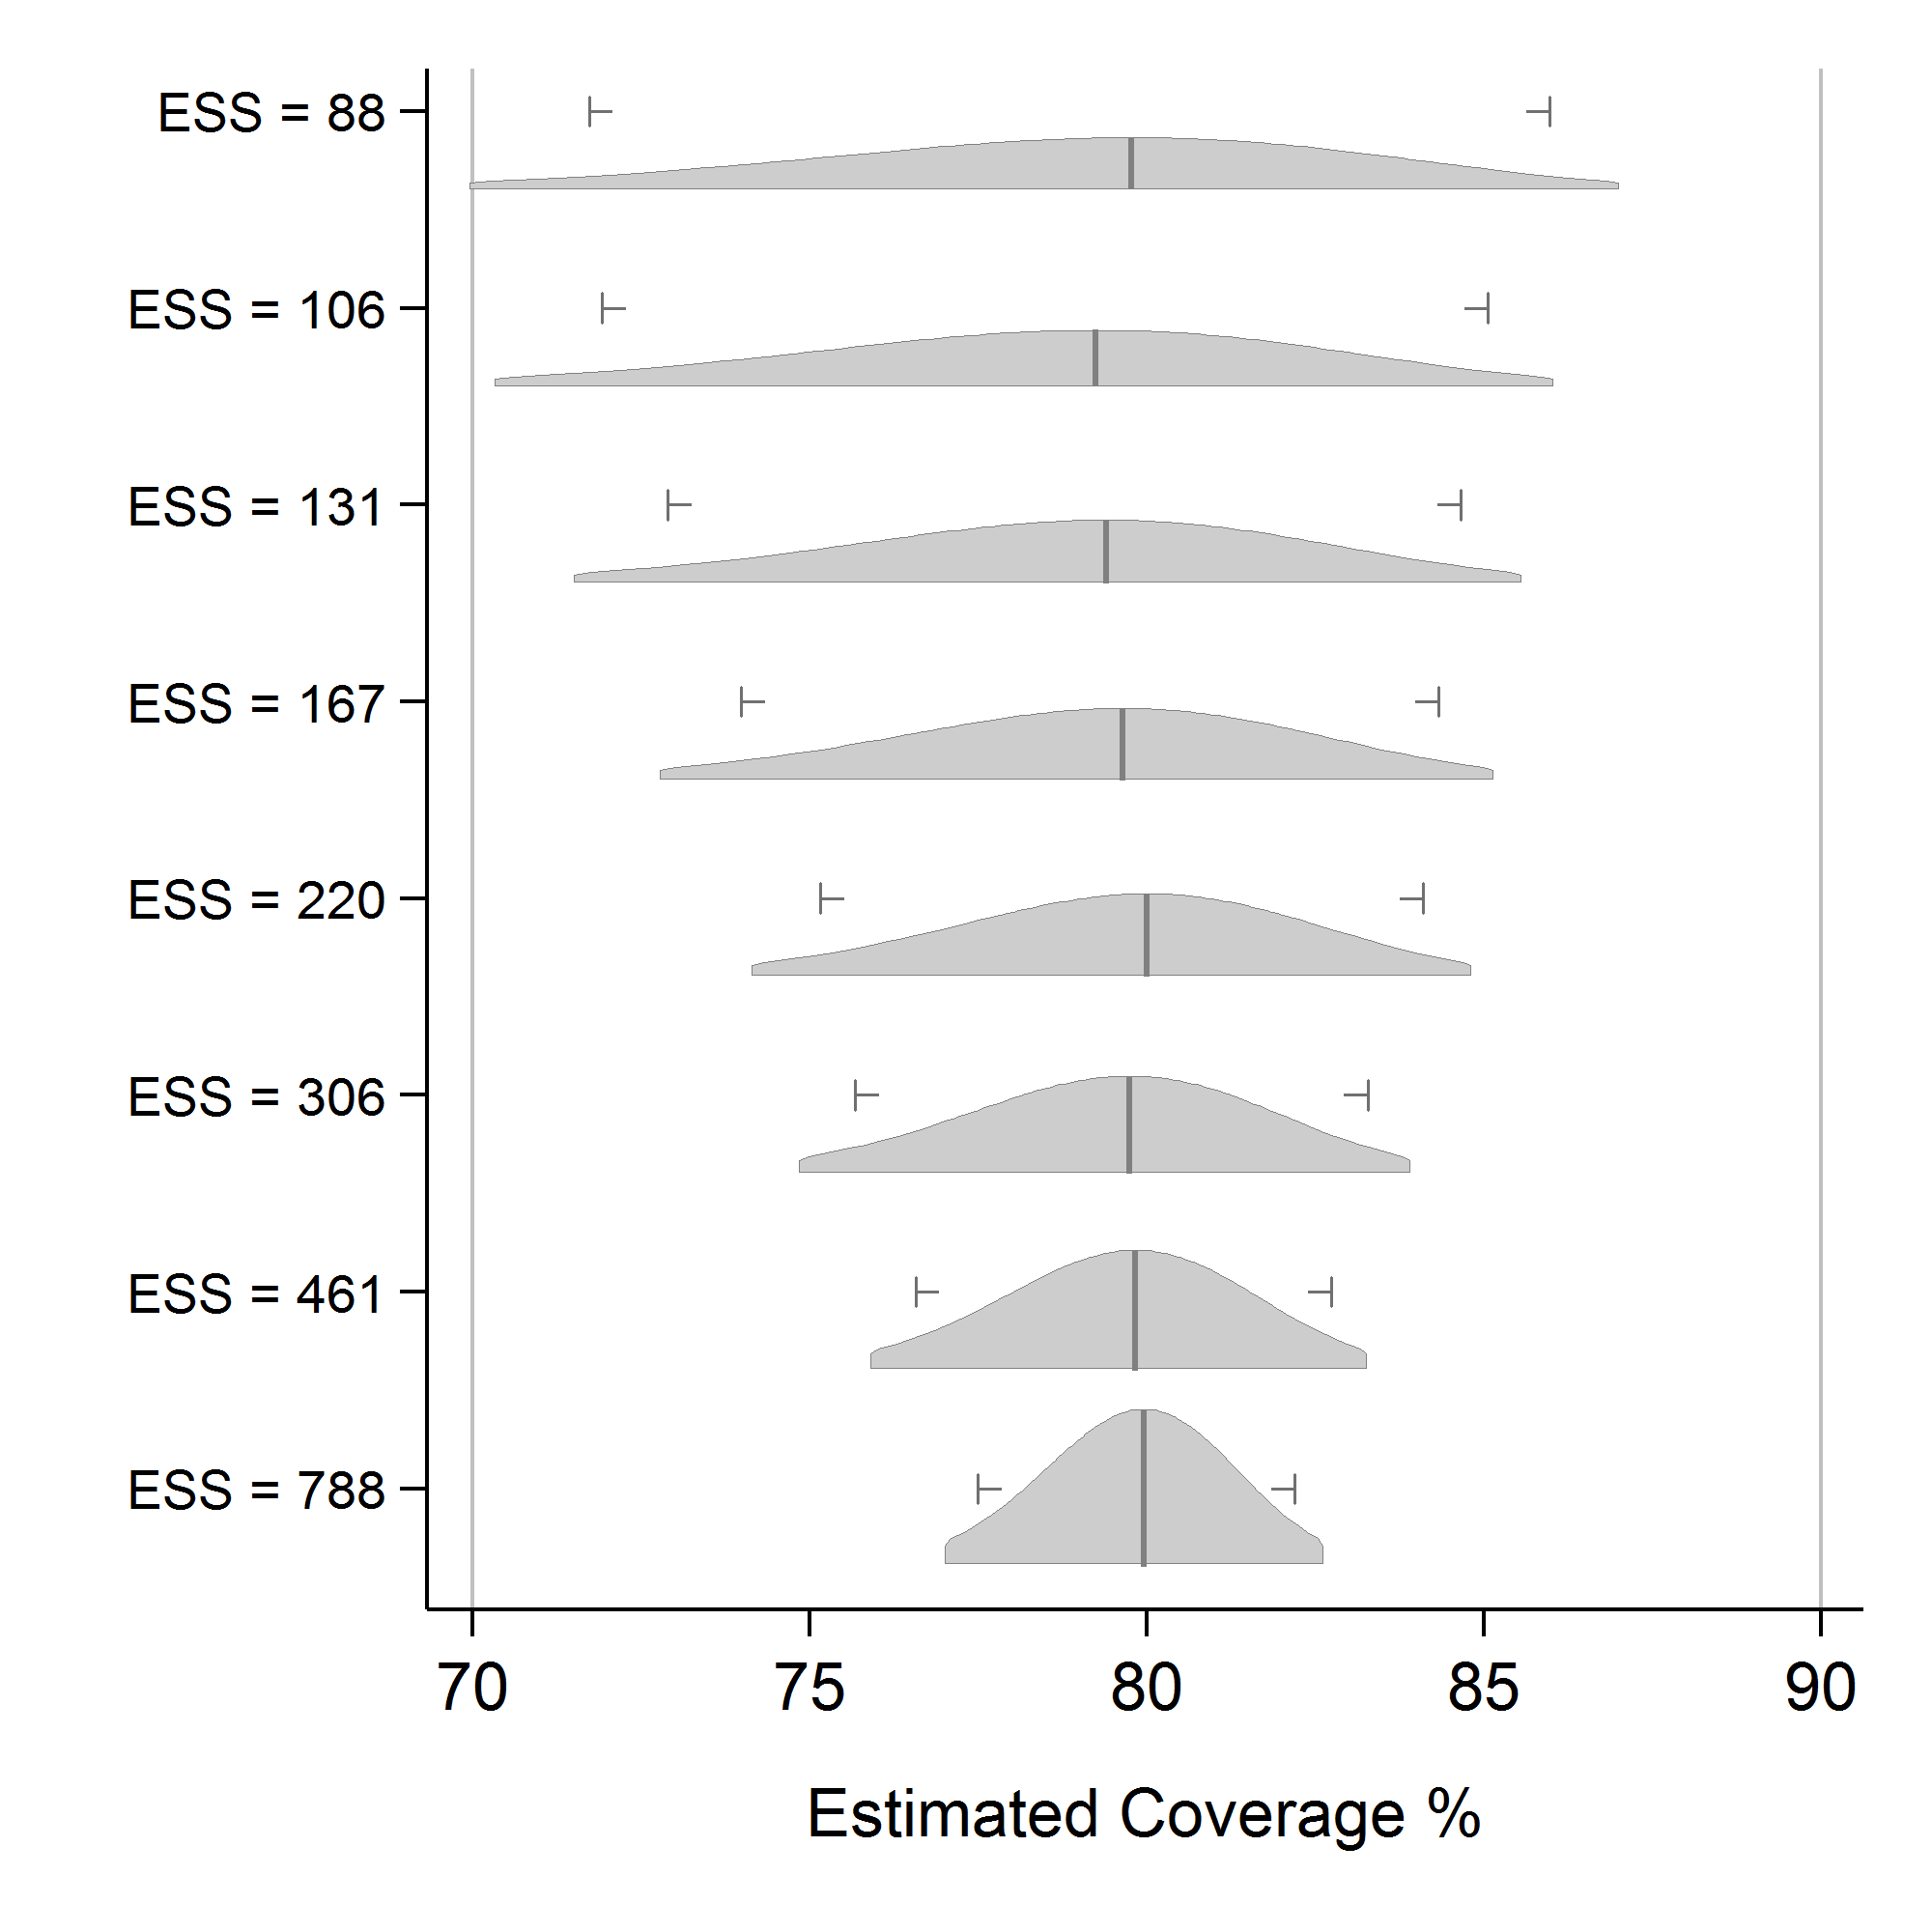 ESS = 88
ESS = 106
ESS = 131
ESS = 167
ESS = 220
ESS = 306
ESS = 461
ESS = 788
70 75 80 85 90
Estimated Coverage %